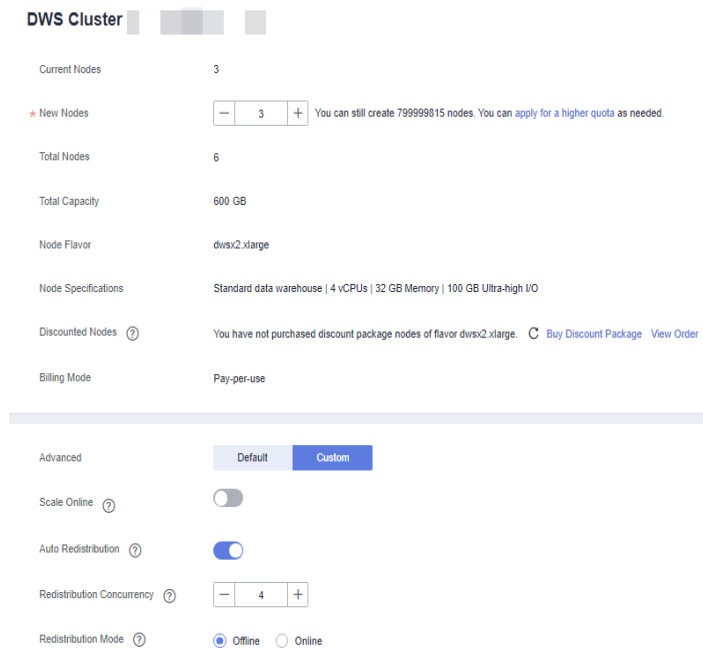 DWS Cluster
Current Nodes 3
* New Nodes − 3 + You can still create 799999815 nodes. You can apply for a higher quota as needed.
Total Nodes 6
Total Capacity 600 GB
Node Flavor dwsx2.xlarge
Node Specifications Standard data warehouse | 4 vCPUs | 32 GB Memory | 100 GB Ultra-high I/O
Discounted Nodes ? You have not purchased discount package nodes of flavor dwsx2.xlarge. Buy Discount Package View Order
Billing Mode Pay-per-use
Advanced Default Custom
Scale Online ?
Auto Redistribution ?
Redistribution Concurrency ? − 4 +
Redistribution Mode ? Offline Online